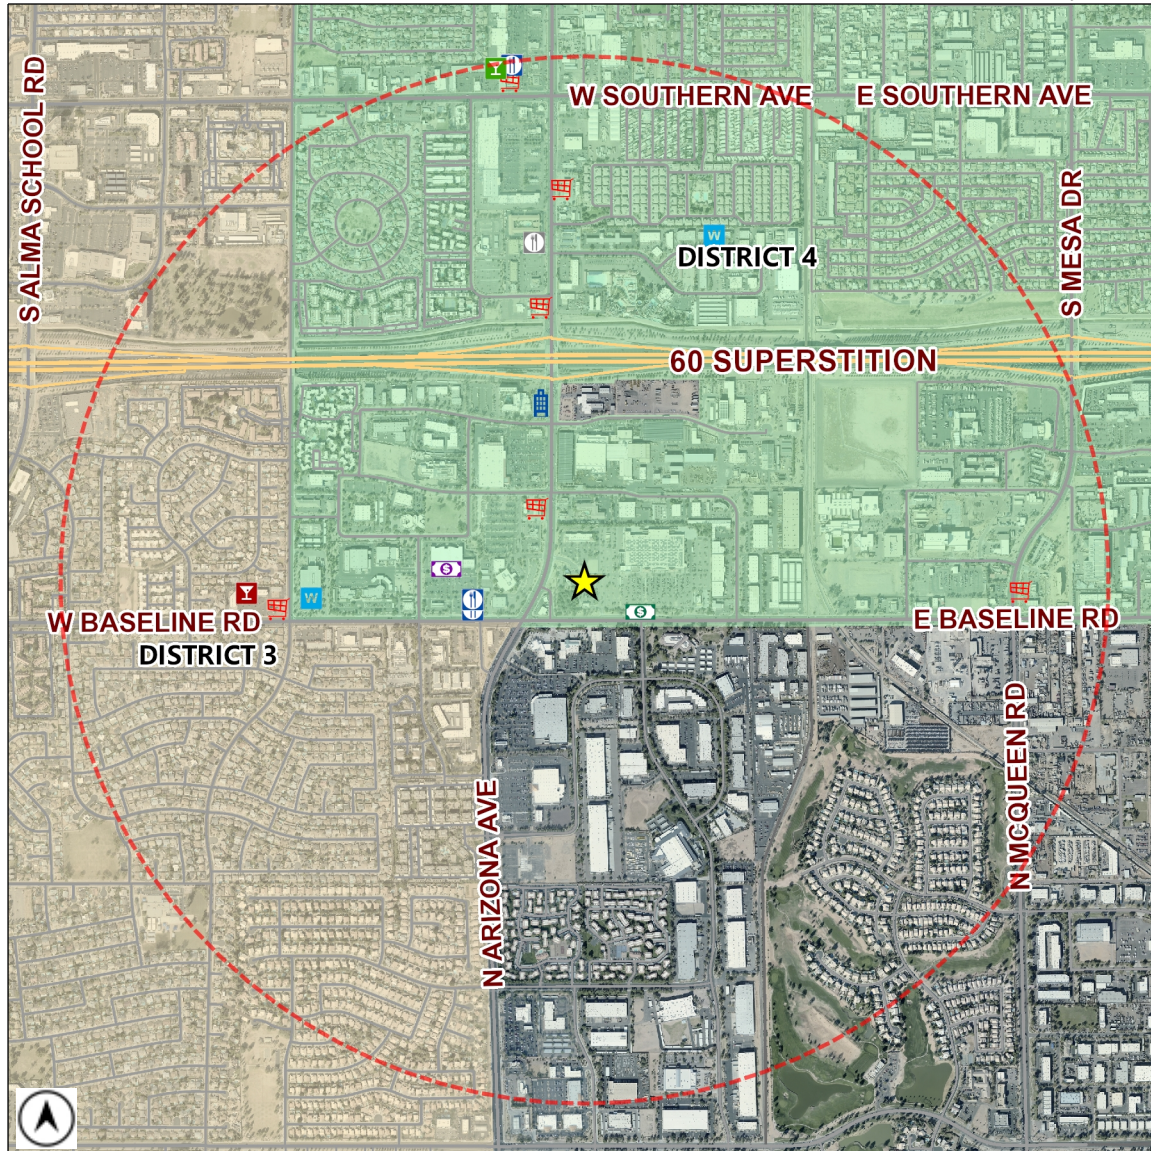 W SOUTHERN AVE
E SOUTHERN AVE
S ALMA SCHOOL RD
S MESA DR
W
DISTRICT 4
60 SUPERSTITION
$
W
$
W BASELINE RD
E BASELINE RD
DISTRICT 3
N MCQUEEN RD
N ARIZONA AVE